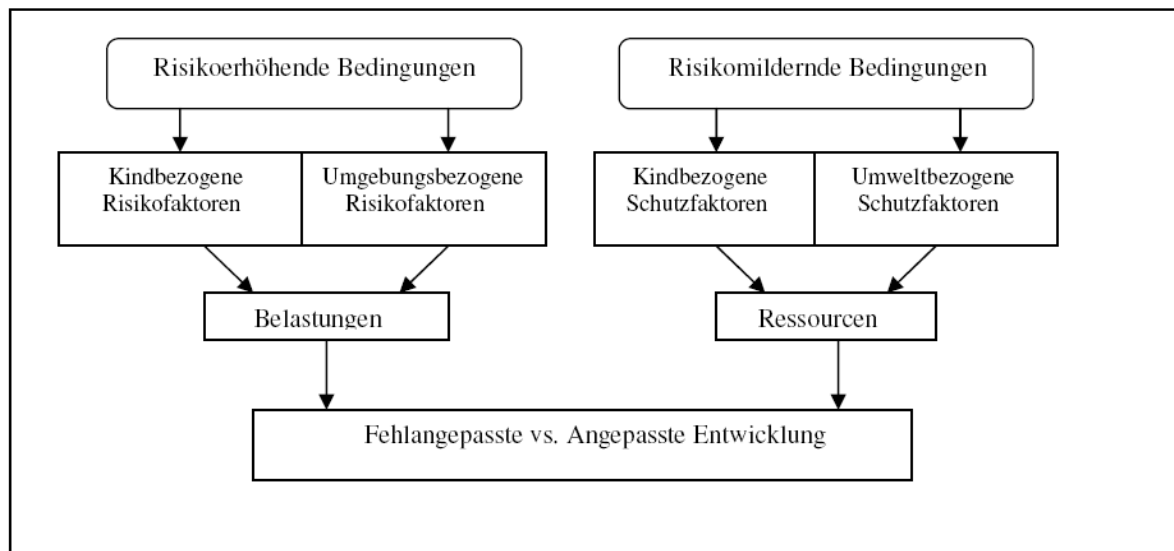 Risikoerhöhende Bedingungen
Risikomildernde Bedingungen
Kindbezogene
Risikofaktoren
Umgebungsbezogene
Risikofaktoren
Kindbezogene
Schutzfaktoren
Umweltbezogene
Schutzfaktoren
Belastungen
Ressourcen
Fehlangepasste vs. Angepasste Entwicklung